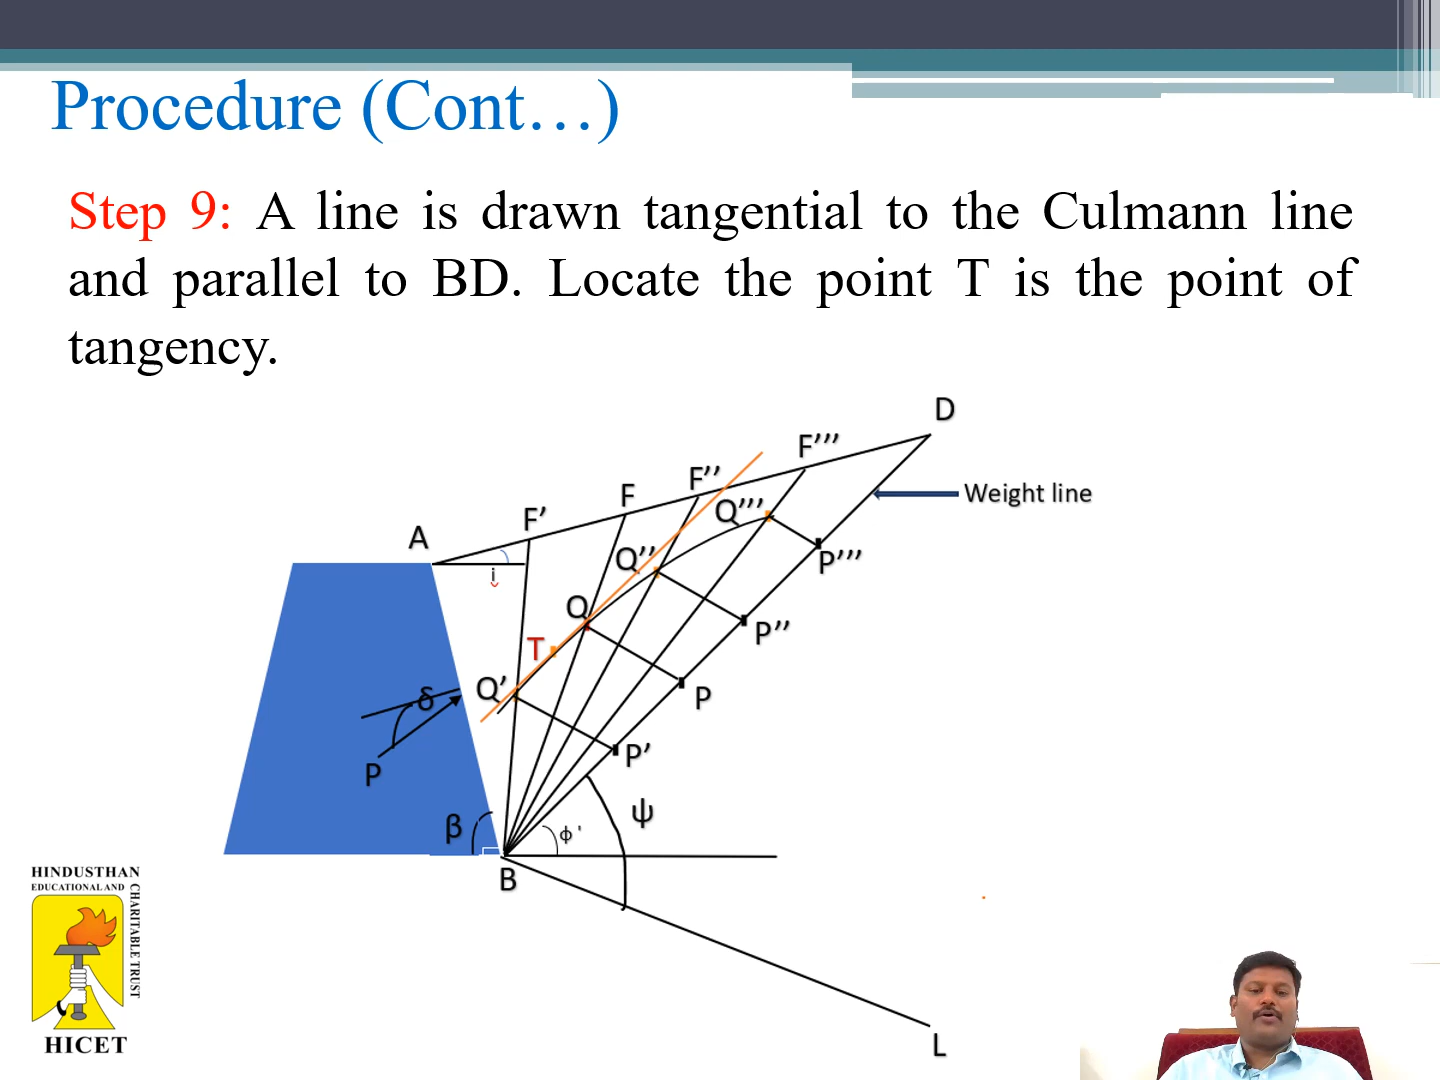 Procedure (Cont…)
Step 9: A line is drawn tangential to the Culmann line
and parallel to BD. Locate the point T is the point of
tangency.
D
F’’’
F’’
Weight line
F
Q’’’
F’
A
Q’’
P’’’
i
Q
P’’
T
Q’
δ
P
P’
P
ψ
β
ϕ '
B
L
HINDUSTHAN
EDUCATIONAL AND
CHARITABLE TRUST
HICET